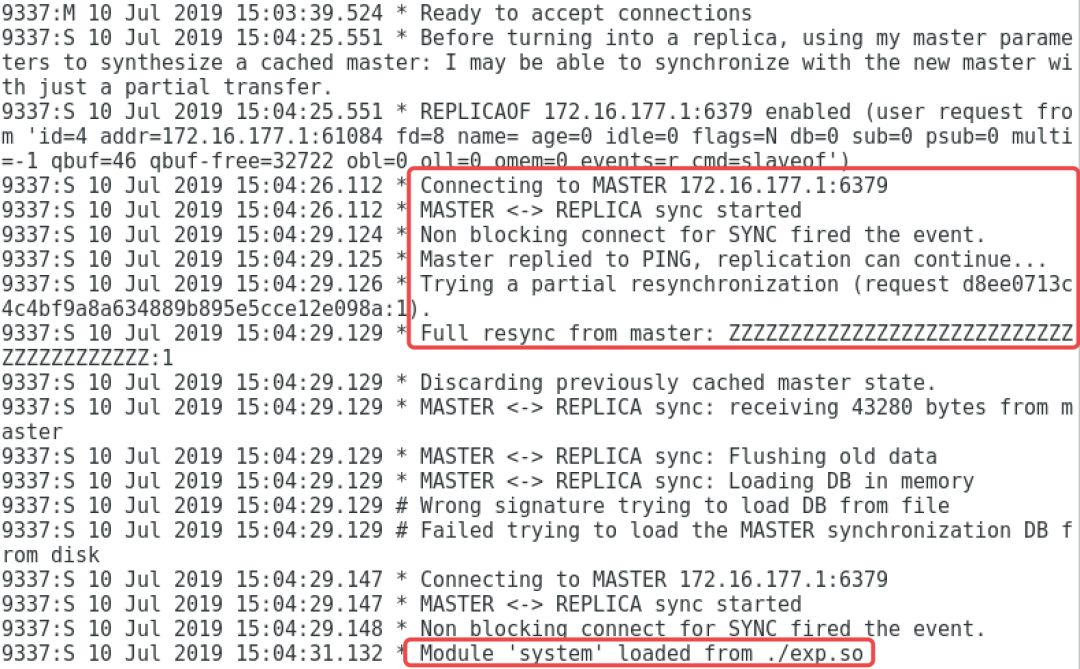 9337:M 10 Jul 2019 15:03:39.524 * Ready to accept connections
9337:S 10 Jul 2019 15:04:25.551 * Before turning into a replica, using my master parame
ters to synthesize a cached master: I may be able to synchronize with the new master wi
th just a partial transfer.
9337:S 10 Jul 2019 15:04:25.551 * REPLICAOF 172.16.177.1:6379 enabled (user request fro
m 'id=4 addr=172.16.177.1:61084 fd=8 name= age=0 idle=0 flags=N db=0 sub=0 psub=0 multi
=-1 qbuf=46 qbuf-free=32722 obl=0 oll=0 omem=0 events=r cmd=slaveof')
9337:S 10 Jul 2019 15:04:26.112 * Connecting to MASTER 172.16.177.1:6379
9337:S 10 Jul 2019 15:04:26.112 * MASTER <-> REPLICA sync started
9337:S 10 Jul 2019 15:04:29.124 * Non blocking connect for SYNC fired the event.
9337:S 10 Jul 2019 15:04:29.125 * Master replied to PING, replication can continue...
9337:S 10 Jul 2019 15:04:29.126 * Trying a partial resynchronization (request d8ee0713c
4c4bf9a8a634889b895e5cce12e098a:1).
9337:S 10 Jul 2019 15:04:29.129 * Full resync from master: ZZZZZZZZZZZZZZZZZZZZZZZZZZZZ
ZZZZZZZZZZZZ:1
9337:S 10 Jul 2019 15:04:29.129 * Discarding previously cached master state.
9337:S 10 Jul 2019 15:04:29.129 * MASTER <-> REPLICA sync: receiving 43280 bytes from m
aster
9337:S 10 Jul 2019 15:04:29.129 * MASTER <-> REPLICA sync: Flushing old data
9337:S 10 Jul 2019 15:04:29.129 * MASTER <-> REPLICA sync: Loading DB in memory
9337:S 10 Jul 2019 15:04:29.129 # Wrong signature trying to load DB from file
9337:S 10 Jul 2019 15:04:29.129 # Failed trying to load the MASTER synchronization DB f
rom disk
9337:S 10 Jul 2019 15:04:29.147 * Connecting to MASTER 172.16.177.1:6379
9337:S 10 Jul 2019 15:04:29.147 * MASTER <-> REPLICA sync started
9337:S 10 Jul 2019 15:04:29.148 * Non blocking connect for SYNC fired the event.
9337:S 10 Jul 2019 15:04:31.132 * Module 'system' loaded from ./exp.so